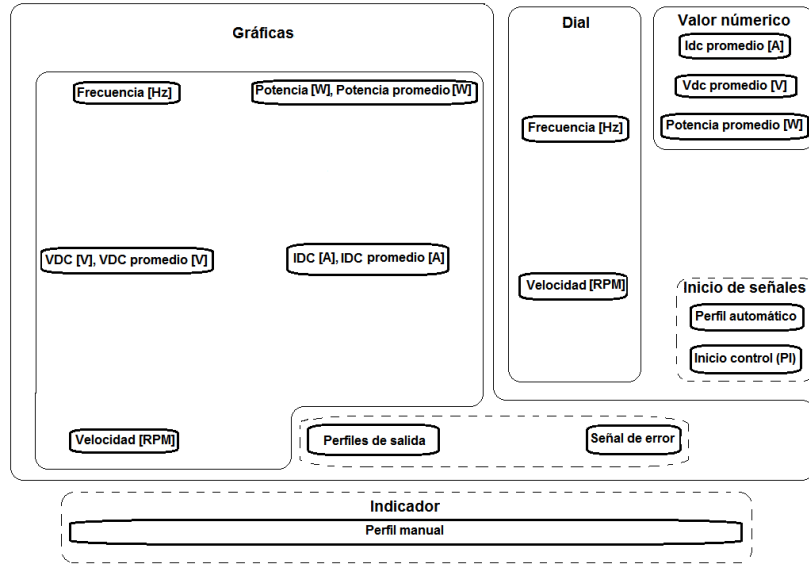 Gráficas
Frecuencia [Hz]
Potencia [W], Potencia promedio [W]
VDC [V], VDC promedio [V]
IDC [A], IDC promedio [A]
Velocidad [RPM]
Perfiles de salida
Señal de error
Dial
Frecuencia [Hz]
Velocidad [RPM]
Valor númerico
Idc promedio [A]
Vdc promedio [V]
Potencia promedio [W]
Inicio de señales
Perfil automático
Inicio control (PI)
Indicador
Perfil manual